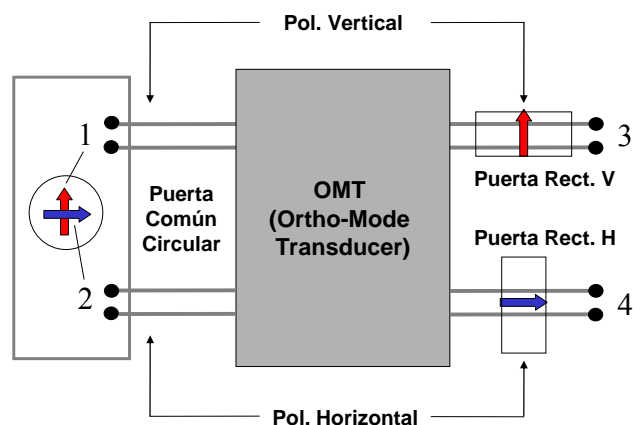 Pol. Vertical
1
2
Puerta
Común
Circular
OMT
(Ortho-Mode
Transducer)
3
Puerta Rect. V
Puerta Rect. H
4
Pol. Horizontal